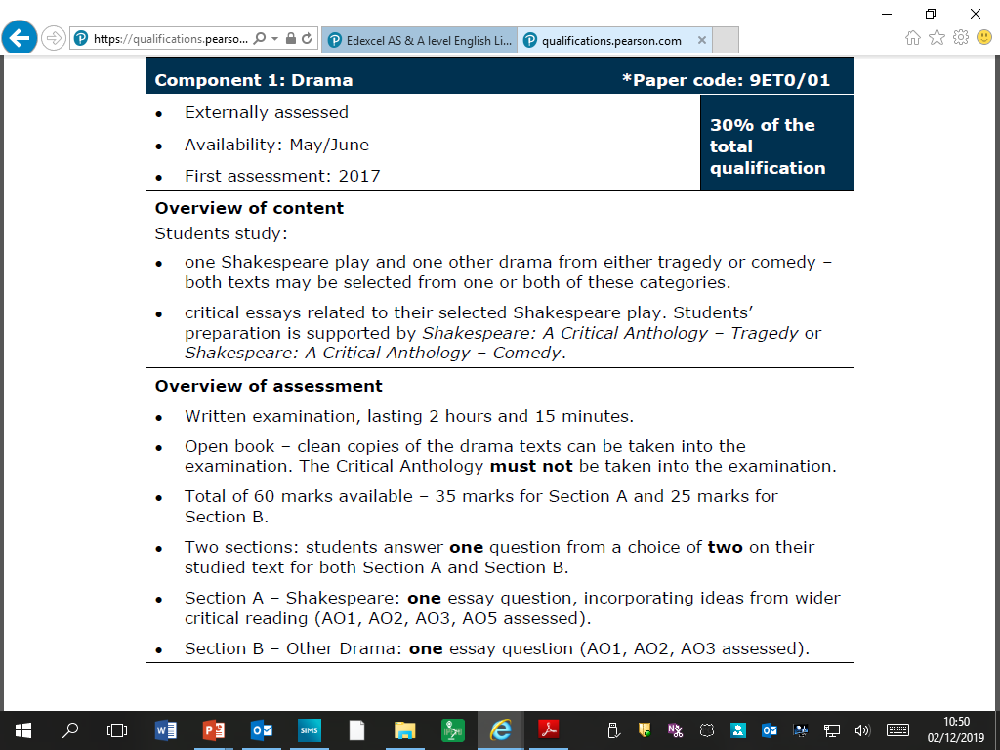 https://qualifications.pearso...
Edexcel AS & A level English Li...
qualifications.pearson.com
Component 1: Drama *Paper code: 9ET0/01
• Externally assessed
• Availability: May/June
• First assessment: 2017
30% of the
total
qualification
Overview of content
Students study:
• one Shakespeare play and one other drama from either tragedy or comedy –
both texts may be selected from one or both of these categories.
• critical essays related to their selected Shakespeare play. Students’
preparation is supported by Shakespeare: A Critical Anthology – Tragedy or
Shakespeare: A Critical Anthology – Comedy.
Overview of assessment
• Written examination, lasting 2 hours and 15 minutes.
• Open book – clean copies of the drama texts can be taken into the
examination. The Critical Anthology must not be taken into the examination.
• Total of 60 marks available – 35 marks for Section A and 25 marks for
Section B.
• Two sections: students answer one question from a choice of two on their
studied text for both Section A and Section B.
• Section A – Shakespeare: one essay question, incorporating ideas from wider
critical reading (AO1, AO2, AO3, AO5 assessed).
• Section B – Other Drama: one essay question (AO1, AO2, AO3 assessed).
SIMS
10:50
02/12/2019